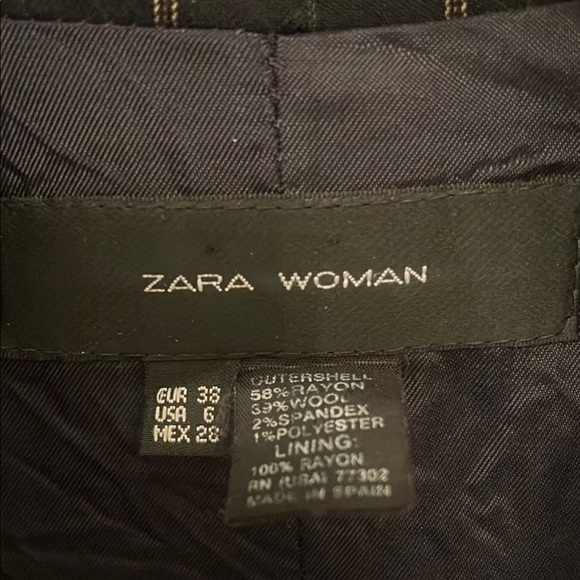 ZARA WOMAN
EUR 38
USA 6
MEX 28
OUTERSHELL
58%RAYON
39%WOOL
2%SPANDEX
1%POLYESTER
LINING:
100% RAYON
RN (USA) 77302
MADE IN SPAIN